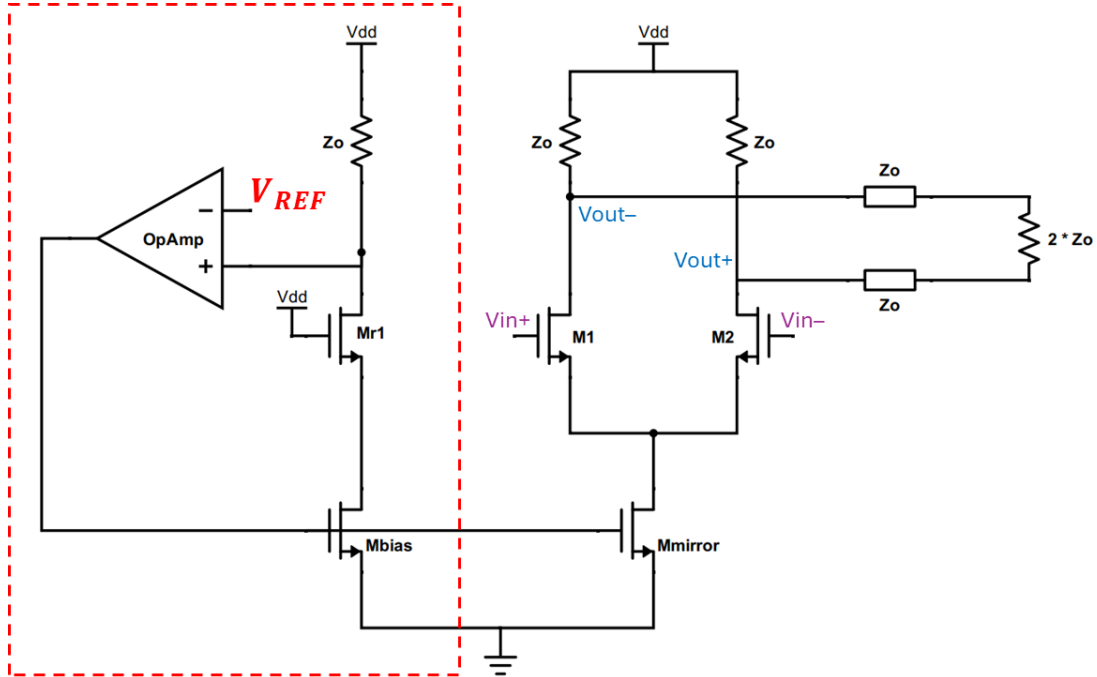 Vdd
Vdd
Zo
Zo
Zo
Zo
V_REF
OpAmp
Vout–
2 * Zo
Vout+
Zo
Vdd
Mr1
Vin+
M1
M2
Vin–
Mbias
Mmirror